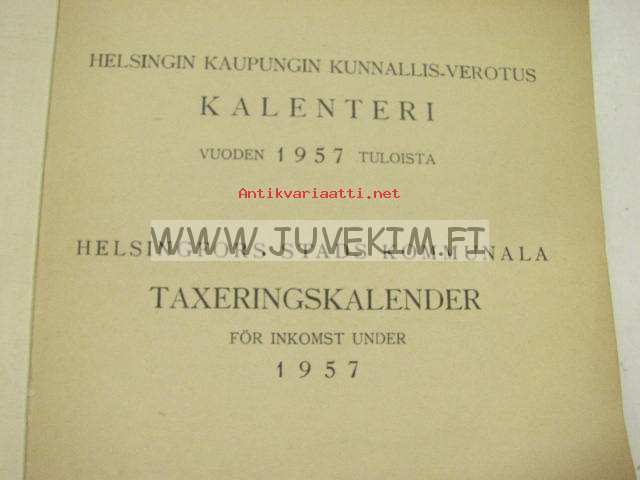 HELSINGIN KAUPUNGIN KUNNALLIS-VEROTUS
KALENTERI
VUODEN 1957 TULOISTA
Antikvariaatti.net
WWW.JUVEKIM.FI
HELSINGFORS STADS KOMMUNALA
TAXERINGSKALENDER
FÖR INKOMST UNDER
1957